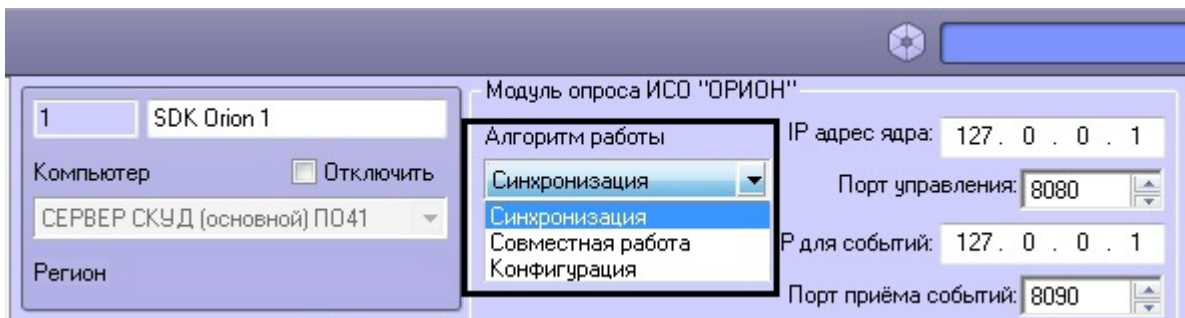 Модуль опроса ИСО "ОРИОН"
1 SDK Orion 1
Алгоритм работы
IP адрес ядра: 127 . 0 . 0 . 1
Компьютер Отключить
Синхронизация
Порт управления: 8080
СЕРВЕР СКУД (основной) ПО41
Синхронизация
Совместная работа
P для событий: 127 . 0 . 0 . 1
Конфигурация
Регион
Порт приёма событий: 8090